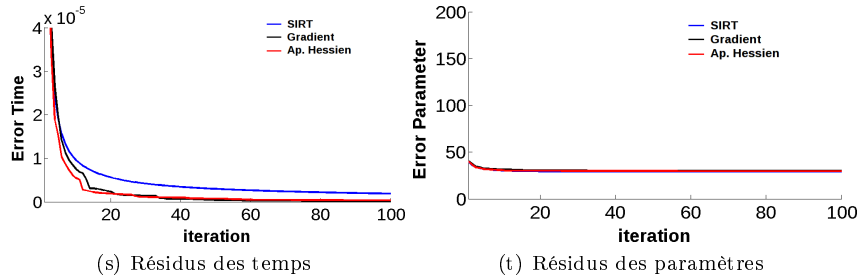 x 10⁻⁵
4
3
2
1
0
20 40 60 80 100
Error Time
iteration
SIRT
Gradient
Ap. Hessien
(s) Résidus des temps
200
150
100
50
0
0 20 40 60 80 100
Error Parameter
iteration
SIRT
Gradient
Ap. Hessien
(t) Résidus des paramètres